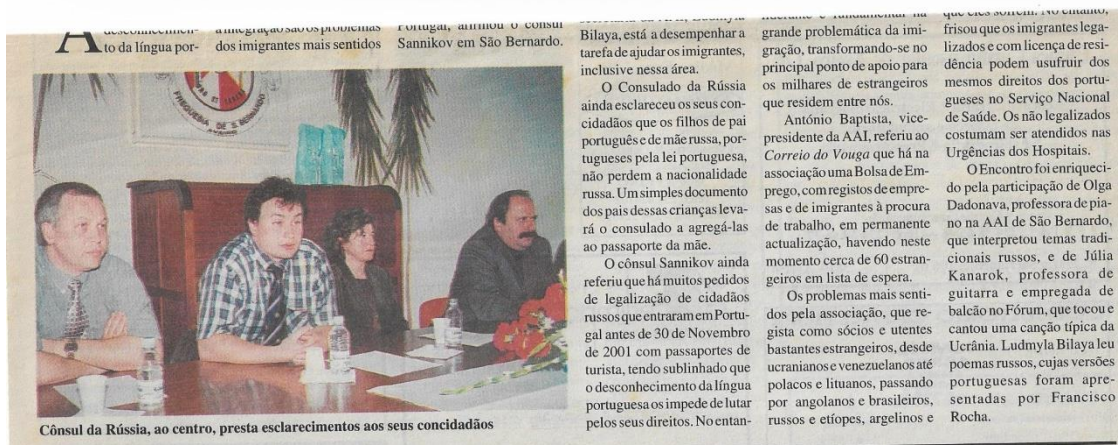 A
desconhecimen-
to da língua por-
a integração são os problemas
dos imigrantes mais sentidos
Portugal, afirmou o cônsul
Sannikov em São Bernardo.
FREGUESIA DE S. BERNARDO
Cônsul da Rússia, ao centro, presta esclarecimentos aos seus concidadãos
Bilaya, está a desempenhar a
tarefa de ajudar os imigrantes,
inclusive nessa área.
O Consulado da Rússia
ainda esclareceu os seus con-
cidadãos que os filhos de pai
português e de mãe russa, por-
tugueses pela lei portuguesa,
não perdem a nacionalidade
russa. Um simples documento
dos pais dessas crianças leva-
rá o consulado a agregá-las
ao passaporte da mãe.
O cônsul Sannikov ainda
referiu que há muitos pedidos
de legalização de cidadãos
russos que entraram em Portu-
gal antes de 30 de Novembro
de 2001 com passaportes de
turista, tendo sublinhado que
o desconhecimento da língua
portuguesa os impede de lutar
pelos seus direitos. No entan-
grande problemática da imi-
gração, transformando-se no
principal ponto de apoio para
os milhares de estrangeiros
que residem entre nós.
António Baptista, vice-
presidente da AAI, referiu ao
Correio do Vouga que há na
associação uma Bolsa de Em-
prego, com registos de empre-
sas e de imigrantes à procura
de trabalho, em permanente
actualização, havendo neste
momento cerca de 60 estran-
geiros em lista de espera.
Os problemas mais senti-
dos pela associação, que re-
gista como sócios e utentes
bastantes estrangeiros, desde
ucranianos e venezuelanos até
polacos e lituanos, passando
por angolanos e brasileiros,
russos e etíopes, argelinos e
que eles sofrem. No entanto,
frisou que os imigrantes lega-
lizados e com licença de resi-
dência podem usufruir dos
mesmos direitos dos portu-
gueses no Serviço Nacional
de Saúde. Os não legalizados
costumam ser atendidos nas
Urgências dos Hospitais.
O Encontro foi enriqueci-
do pela participação de Olga
Dadonava, professora de pia-
no na AAI de São Bernardo,
que interpretou temas tradi-
cionais russos, e de Júlia
Kanarok, professora de
guitarra e empregada de
balcão no Fórum, que tocou e
cantou uma canção típica da
Ucrânia. Ludmyla Bilaya leu
poemas russos, cujas versões
portuguesas foram apre-
sentadas por Francisco
Rocha.